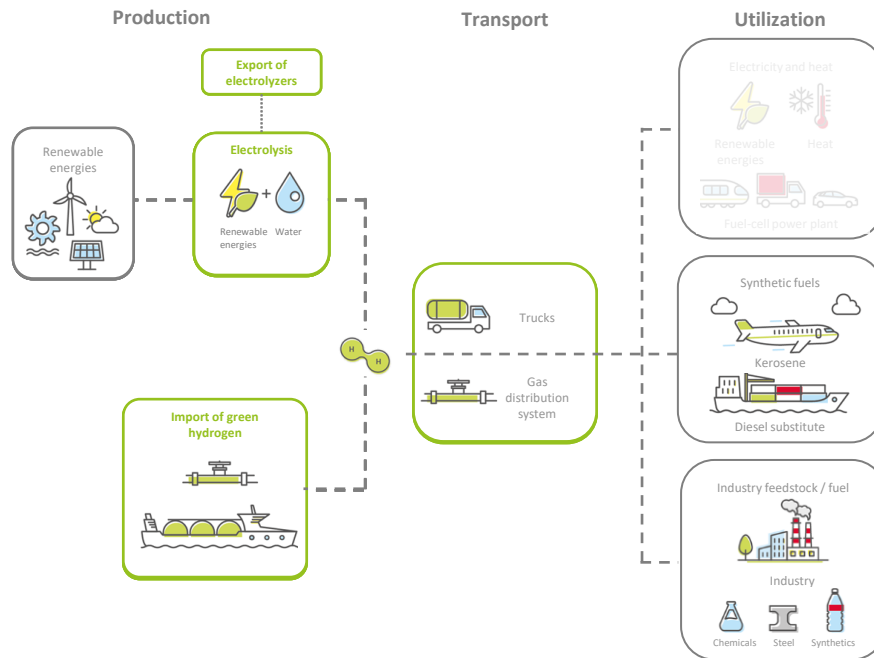 Production
Transport
Utilization
Export of
electrolyzers
Renewable
energies
Electrolysis
+
Renewable
energies
Water
Import of green
hydrogen
H
H
Trucks
Gas
distribution
system
Electricity and heat
Renewable
energies
Heat
Fuel-cell power plant
Synthetic fuels
Kerosene
Diesel substitute
Industry feedstock / fuel
Industry
Chemicals
Steel
Synthetics